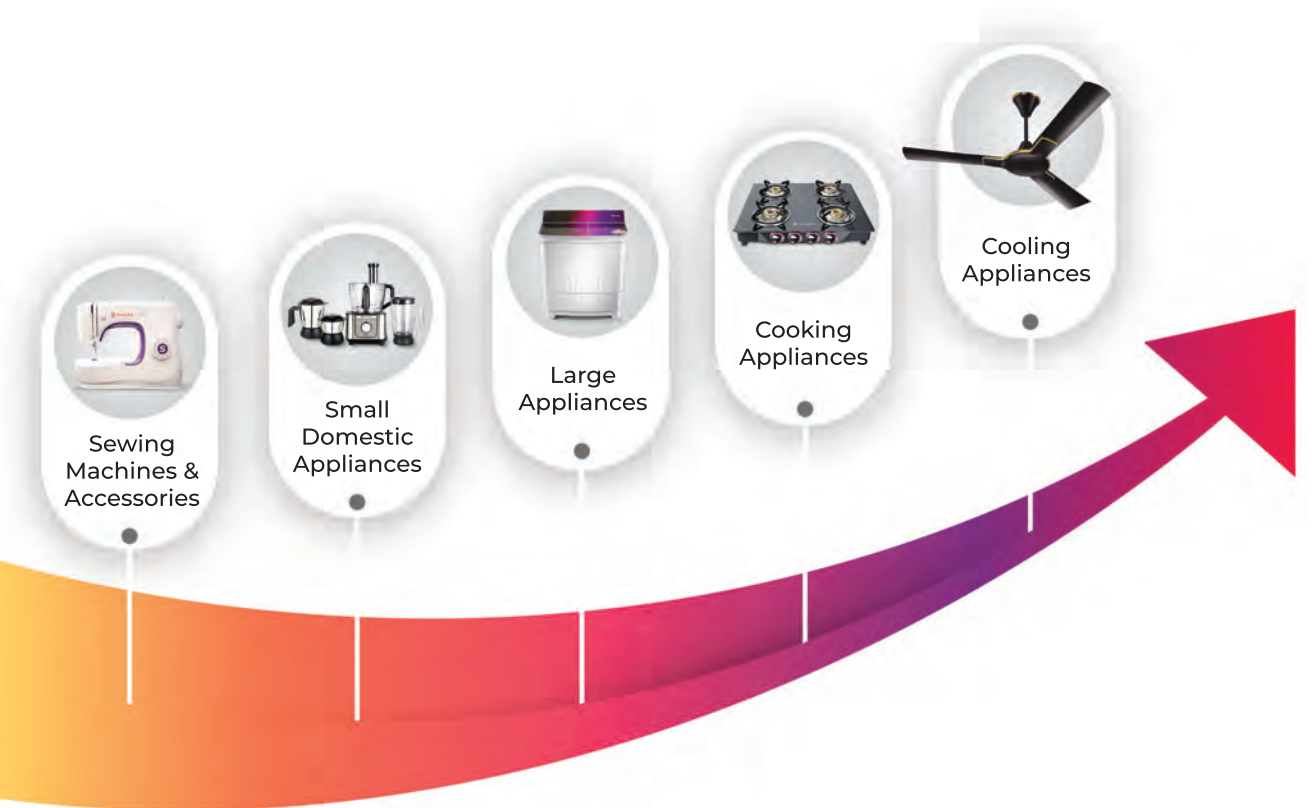 Sewing
Machines &
Accessories
Small
Domestic
Appliances
Large
Appliances
Cooking
Appliances
Cooling
Appliances